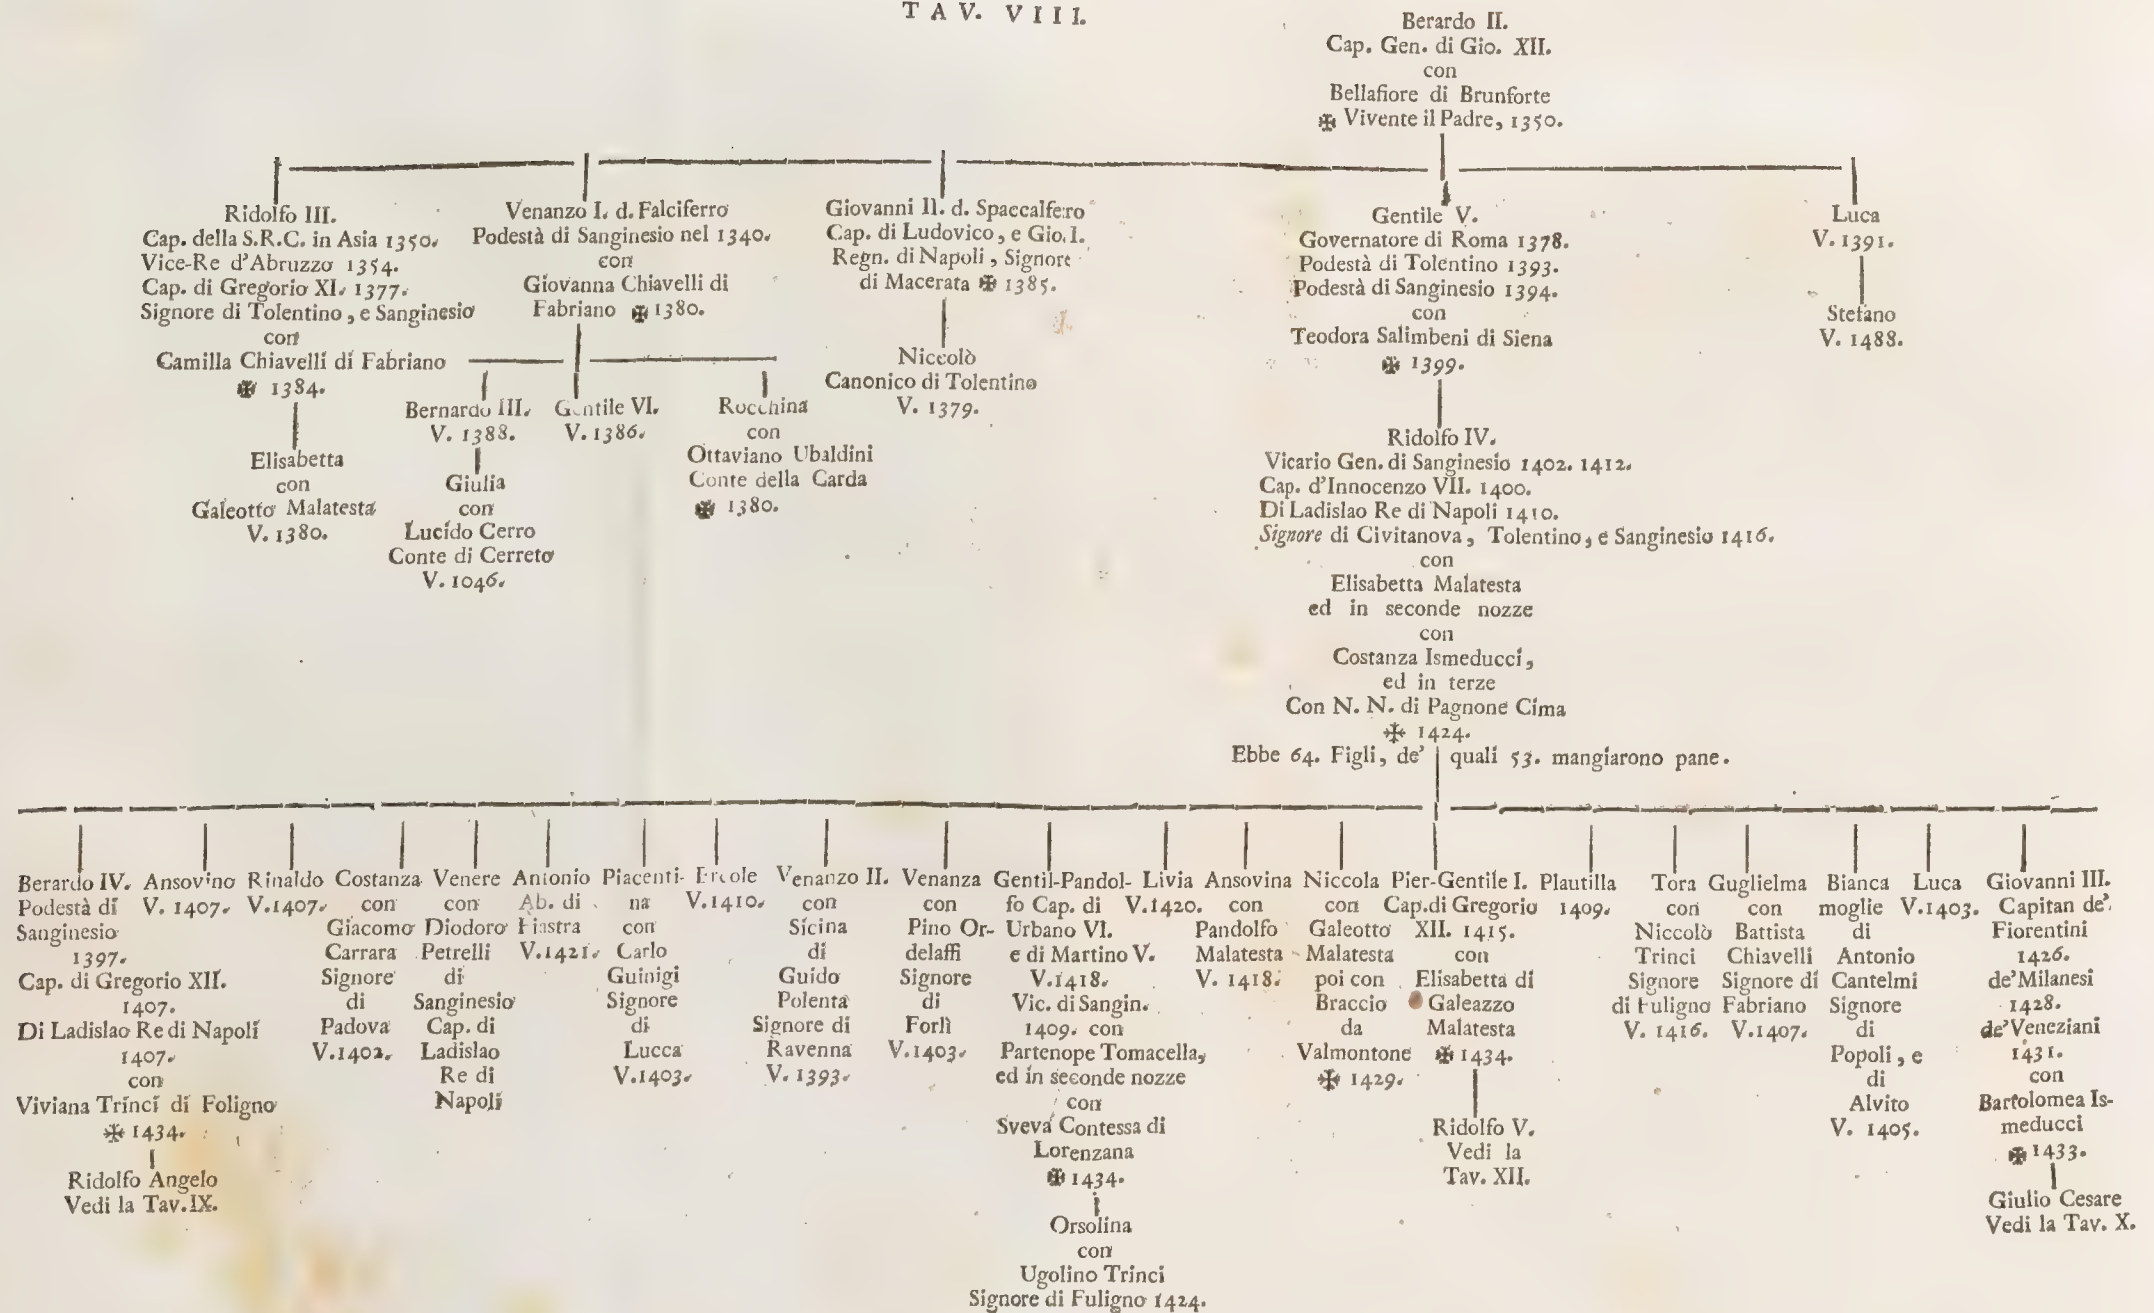 TAV. VIII.
Berardo II.
Cap. Gen. di Gio. XII.
con
Bellafiore di Brunforte
✠ Vivente il Padre, 1350.
Ridolfo III.
Cap. della S.R.C. in Asia 1350.
Vice-Re d'Abruzzo 1354.
Cap. di Gregorio XI. 1377.
Signore di Tolentino, e Sanginesio
con
Camilla Chiavelli di Fabriano
✠ 1384.
Elisabetta
con
Galeotto Malatesta
V. 1380.
Venanzo I. d. Falciferro
Podestà di Sanginesio nel 1340.
con
Giovanna Chiavelli di
Fabriano ✠ 1380.
Bernardo III.
V. 1388.
Giulia
con
Lucido Cerro
Conte di Cerreto
V. 1046.
Gentile VI.
V. 1386.
Rocchina
con
Ottaviano Ubaldini
Conte della Carda
✠ 1380.
Giovanni II. d. Spaccalferro
Cap. di Ludovico, e Gio. I.
Regn. di Napoli, Signore
di Macerata ✠ 1385.
Niccolò
Canonico di Tolentino
V. 1379.
Gentile V.
Governatore di Roma 1378.
Podestà di Tolentino 1393.
Podestà di Sanginesio 1394.
con
Teodora Salimbeni di Siena
✠ 1399.
Luca
V. 1391.
Stefano
V. 1488.
Ridolfo IV.
Vicario Gen. di Sanginesio 1402. 1412.
Cap. d'Innocenzo VII. 1400.
Di Ladislao Re di Napoli 1410.
Signore di Civitanova, Tolentino, e Sanginesio 1416.
con
Elisabetta Malatesta
ed in seconde nozze
con
Costanza Ismeducci,
ed in terze
Con N. N. di Pagnone Cima
✠ 1424.
Ebbe 64. Figli, de' quali 53. mangiarono pane.
Berardo IV.
Podestà di
Sanginesio
1397.
Cap. di Gregorio XII.
1407.
Di Ladislao Re di Napoli
1407.
con
Viviana Trinci di Foligno
✠ 1434.
Ridolfo Angelo
Vedi la Tav. IX.
Ansovino
V. 1407.
Rinaldo
V. 1407.
Costanza
con
Giacomo
Carrara
Signore
di
Padova
V. 1402.
Venere
con
Diodoro
Petrelli
di
Sanginesio
Cap. di
Ladislao
Re di
Napoli
Antonio
Ab. di
Fiastra
V. 1421.
Piacenti-
na
con
Carlo
Guinigi
Signore
di
Lucca
V. 1403.
Ercole
V. 1410.
Venanzo II.
con
Sicina
di
Guido
Polenta
Signore di
Ravenna
V. 1393.
Venanza
con
Pino Or-
delaffi
Signore
di
Forlì
V. 1403.
Gentil-Pandol-
fo Cap. di
Urbano VI.
e di Martino V.
V. 1418.
Vic. di Sangin.
1409. con
Partenope Tomacella,
ed in seconde nozze
con
Sveva Contessa di
Lorenzana
✠ 1434.
Orsolina
con
Ugolino Trinci
Signore di Fuligno 1424.
Livia
V. 1420.
Ansovina
con
Pandolfo
Malatesta
V. 1418.
Niccola
con
Galeotto
Malatesta
poi con
Braccio
da
Valmontone
✠ 1429.
Pier-Gentile I.
Cap. di Gregorio
XII. 1415.
con
Elisabetta di
Galeazzo
Malatesta
✠ 1434.
Ridolfo V.
Vedi la
Tav. XII.
Plautilla
1409.
Tora
con
Niccolò
Trinci
Signore
di Fuligno
V. 1416.
Guglielma
con
Battista
Chiavelli
Signore di
Fabriano
V. 1407.
Bianca
moglie
di
Antonio
Cantelmi
Signore
di
Popoli, e
di
Alvito
V. 1405.
Luca
V. 1403.
Giovanni III.
Capitan de'
Fiorentini
1426.
de' Milanesi
1428.
de' Veneziani
1431.
con
Bartolomea Is-
meducci
✠ 1433.
Giulio Cesare
Vedi la Tav. X.